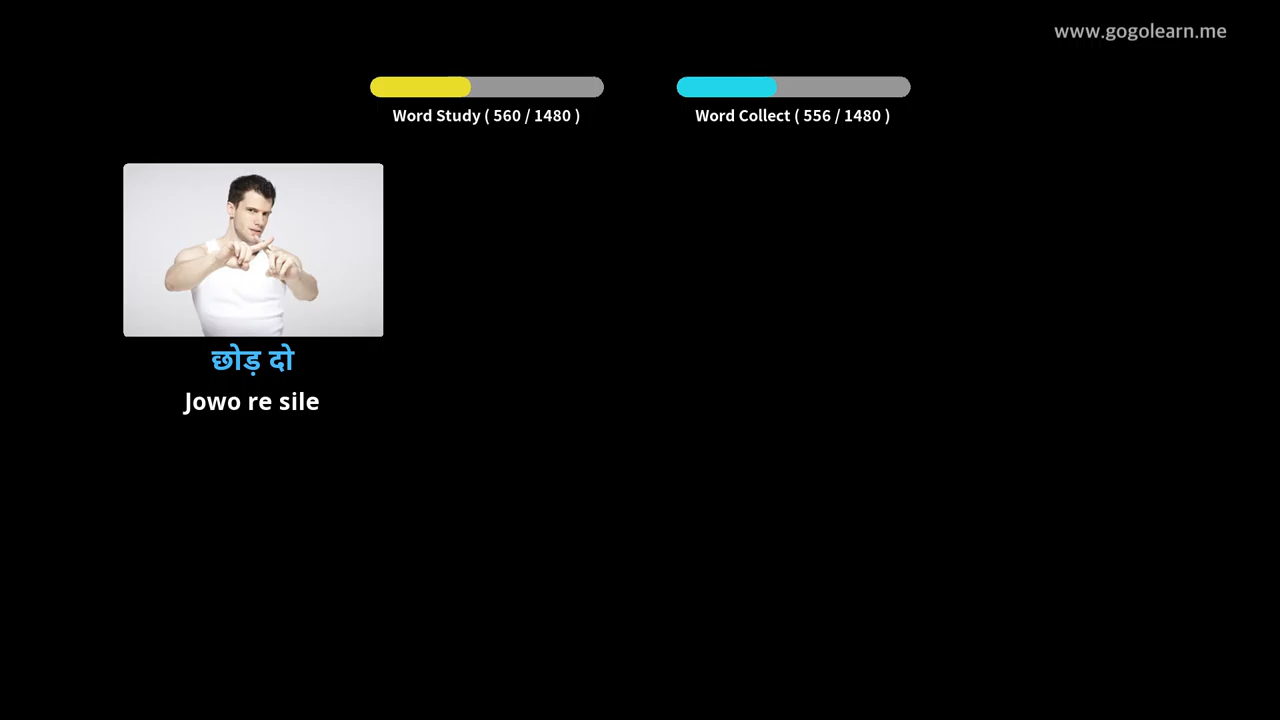 www.gogolearn.me
Word Study ( 560 / 1480 )
Word Collect ( 556 / 1480 )
छोड़ दो
Jowo re sile